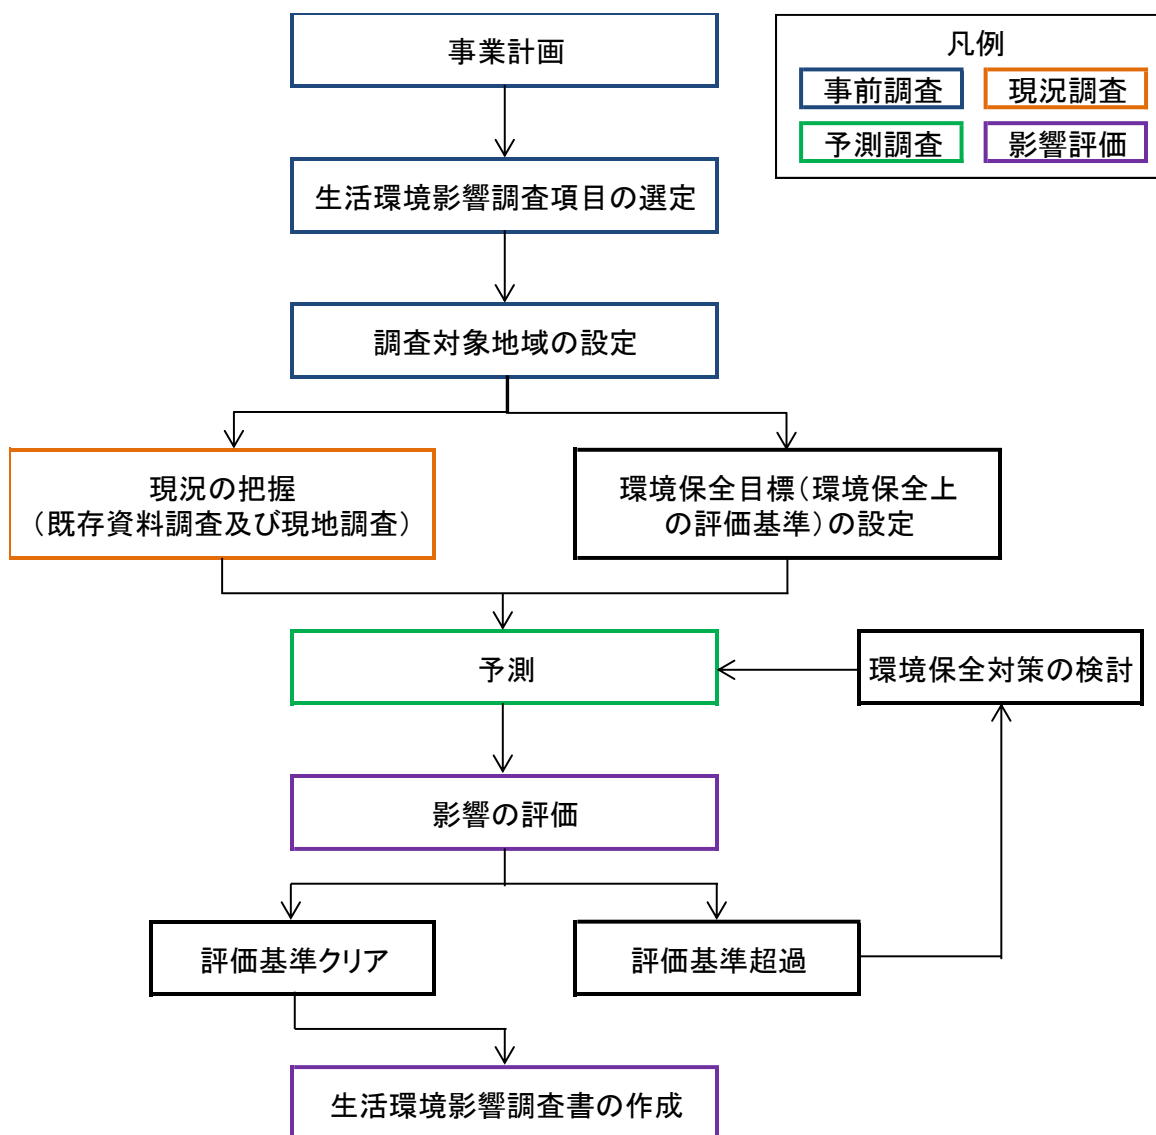 事業計画
凡例
事前調査
現況調査
予測調査
影響評価
生活環境影響調査項目の選定
調査対象地域の設定
現況の把握
（既存資料調査及び現地調査）
環境保全目標（環境保全上
の評価基準）の設定
予測
環境保全対策の検討
影響の評価
評価基準クリア
評価基準超過
生活環境影響調査書の作成